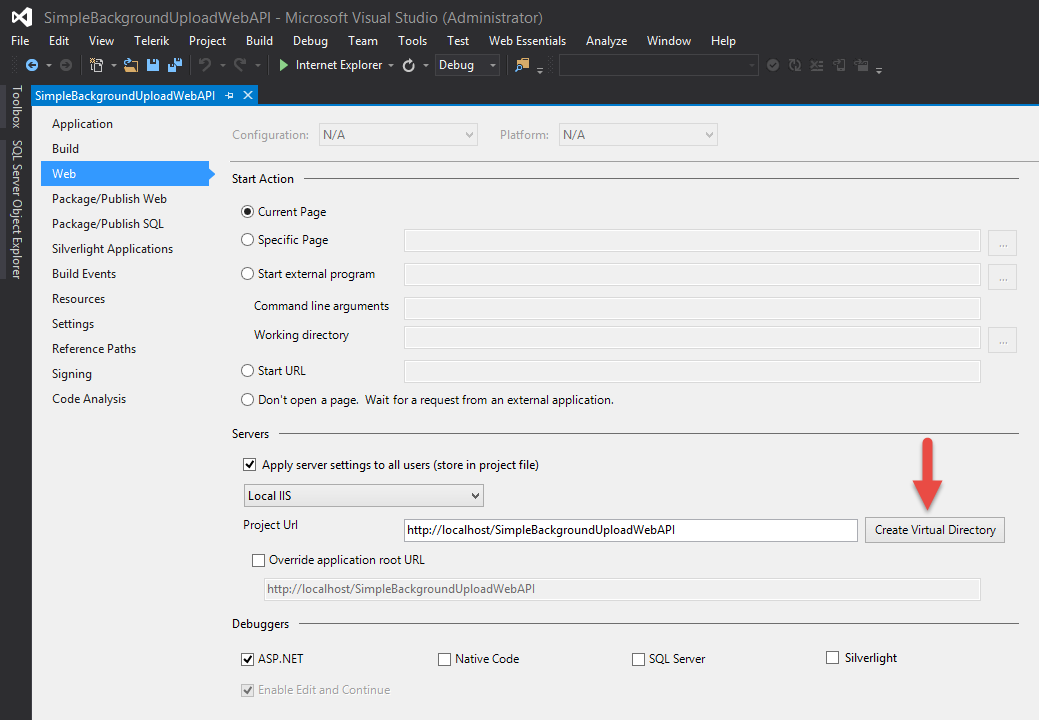 SimpleBackgroundUploadWebAPI - Microsoft Visual Studio (Administrator)
File Edit View Telerik Project Build Debug Team Tools Test Web Essentials Analyze Window Help
Internet Explorer Debug
Toolbox
SQL Server Object Explorer
SimpleBackgroundUploadWebAPI
Application
Build
Web
Package/Publish Web
Package/Publish SQL
Silverlight Applications
Build Events
Resources
Settings
Reference Paths
Signing
Code Analysis
Configuration: N/A Platform: N/A
Start Action
Current Page
Specific Page ...
Start external program ...
Command line arguments
Working directory ...
Start URL
Don't open a page. Wait for a request from an external application.
Servers
Apply server settings to all users (store in project file)
Local IIS
Project Url http://localhost/SimpleBackgroundUploadWebAPI Create Virtual Directory
Override application root URL
http://localhost/SimpleBackgroundUploadWebAPI
Debuggers
ASP.NET Native Code SQL Server Silverlight
Enable Edit and Continue